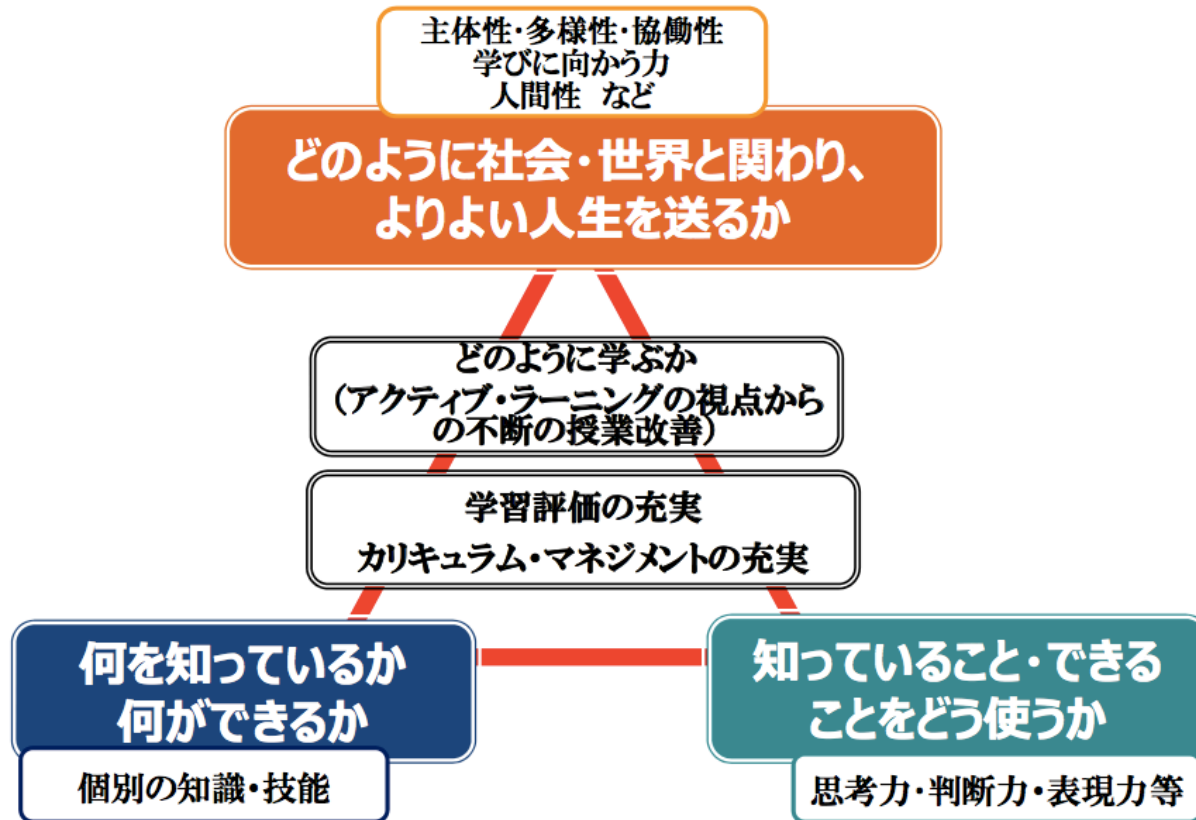 主体性・多様性・協働性
学びに向かう力
人間性 など
どのように社会・世界と関わり、
よりよい人生を送るか
どのように学ぶか
(アクティブ・ラーニングの視点から
の不断の授業改善)
学習評価の充実
カリキュラム・マネジメントの充実
何を知っているか
何ができるか
個別の知識・技能
知っていること・できる
ことをどう使うか
思考力・判断力・表現力等